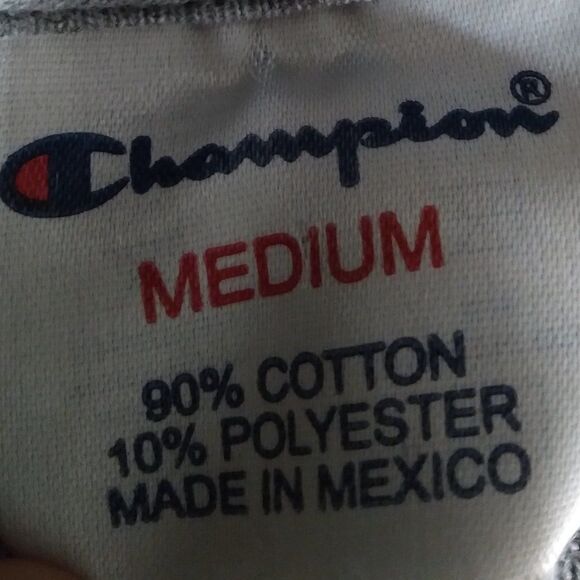 Champion®
MEDIUM
90% COTTON
10% POLYESTER
MADE IN MEXICO